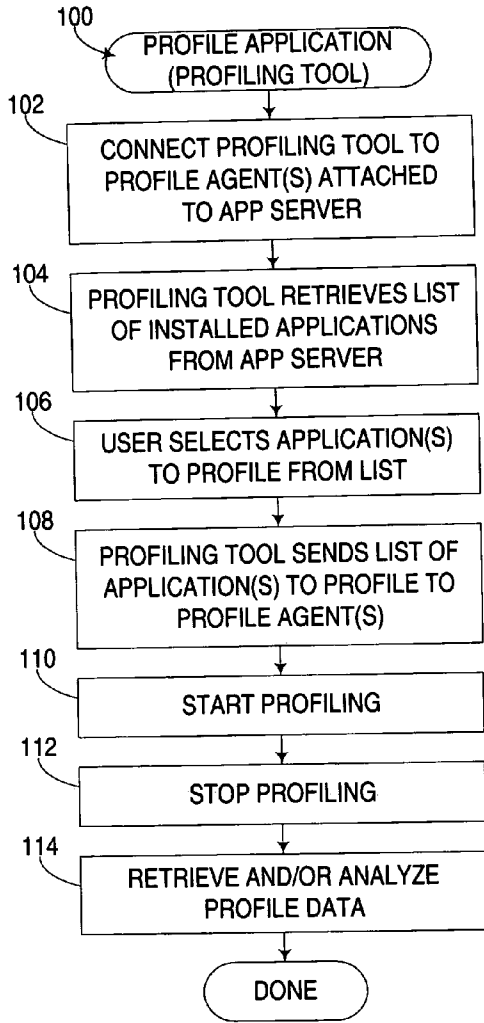 100
PROFILE APPLICATION
(PROFILING TOOL)
102
CONNECT PROFILING TOOL TO
PROFILE AGENT(S) ATTACHED
TO APP SERVER
104
PROFILING TOOL RETRIEVES LIST
OF INSTALLED APPLICATIONS
FROM APP SERVER
106
USER SELECTS APPLICATION(S)
TO PROFILE FROM LIST
108
PROFILING TOOL SENDS LIST OF
APPLICATION(S) TO PROFILE TO
PROFILE AGENT(S)
110
START PROFILING
112
STOP PROFILING
114
RETRIEVE AND/OR ANALYZE
PROFILE DATA
DONE